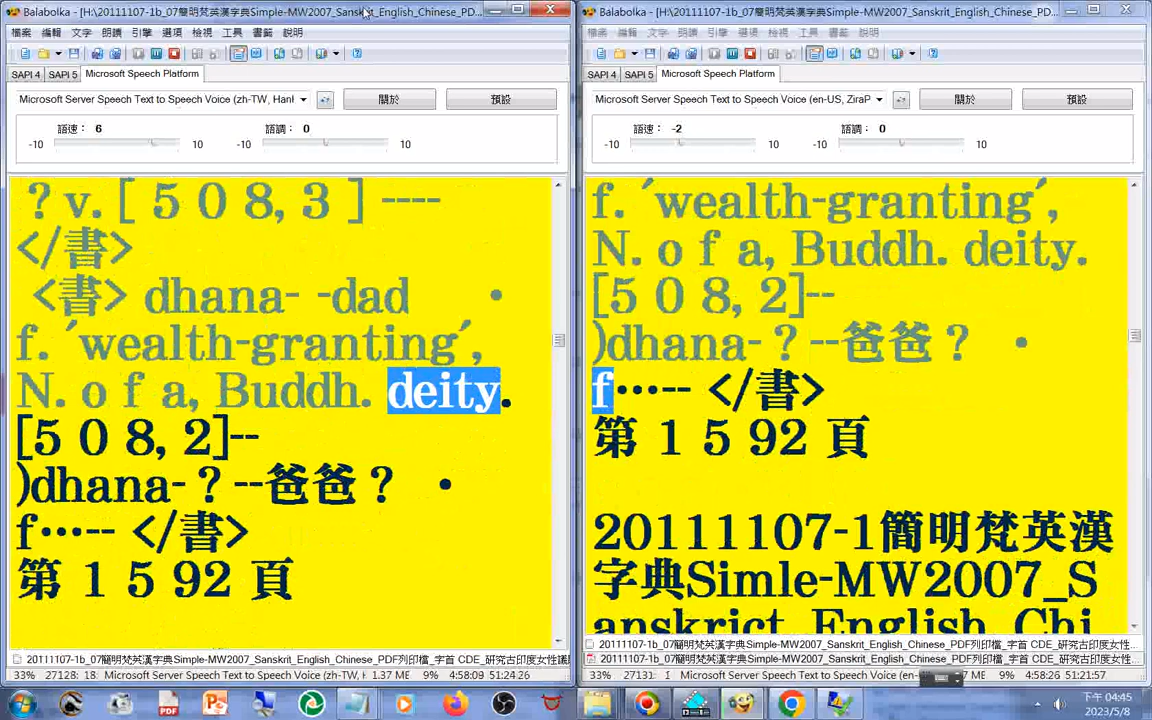 Balabolka - [H:\20111107-1b_07簡明梵英漢字典Simple-MW2007_Sanskrit_English_Chinese_PD...
檔案 編輯 文字 朗讀 引擎 選項 檢視 工具 書籤 說明
SAPI 4 SAPI 5 Microsoft Speech Platform
Microsoft Server Speech Text to Speech Voice (zh-TW, HanI
關於 預設
語速： 6 語調： 0
-10 10 -10 10
? v. [ 5 0 8, 3 ] ----
</書>
<書> dhana- -dad •
f. 'wealth-granting',
N. o f a, Buddh. deity.
[5 0 8, 2]--
)dhana-？--爸爸？ •
f…-- </書>
第 1 5 92 頁
20111107-1b_07簡明梵英漢字典Simple-MW2007_Sanskrit_English_Chinese_PDF列印檔_字首 CDE_研究古印度女性議
33% 27128: 18 Microsoft Server Speech Text to Speech Voice (zh-TW, H 1.37 ME 9% 4:58:09 51:24:26
Balabolka - [H:\20111107-1b_07簡明梵英漢字典Simple-MW2007_Sanskrit_English_Chinese_PD...
檔案 編輯 文字 朗讀 引擎 選項 檢視 工具 書籤 說明
SAPI 4 SAPI 5 Microsoft Speech Platform
Microsoft Server Speech Text to Speech Voice (en-US, ZiraP
關於 預設
語速： -2 語調： 0
-10 10 -10 10
f. 'wealth-granting',
N. o f a, Buddh. deity.
[5 0 8, 2]--
)dhana-？--爸爸？ •
f…-- </書>
第 1 5 92 頁
20111107-1簡明梵英漢
字典Simle-MW2007_S
anskrict_English_Chi
20111107-1b_07簡明梵英漢字典Simple-MW2007_Sanskrit_English_Chinese_PDF列印檔_字首 CDE_研究古印度女性
20111107-1b_07簡明梵英漢字典Simple-MW2007_Sanskrit_English_Chinese_PDF列印檔_字首 CDE_研究古印度女性
33% 27131: Microsoft Server Speech Text to Speech ME 9% 4:58:26 51:21:57
下午 04:45
2023/5/8